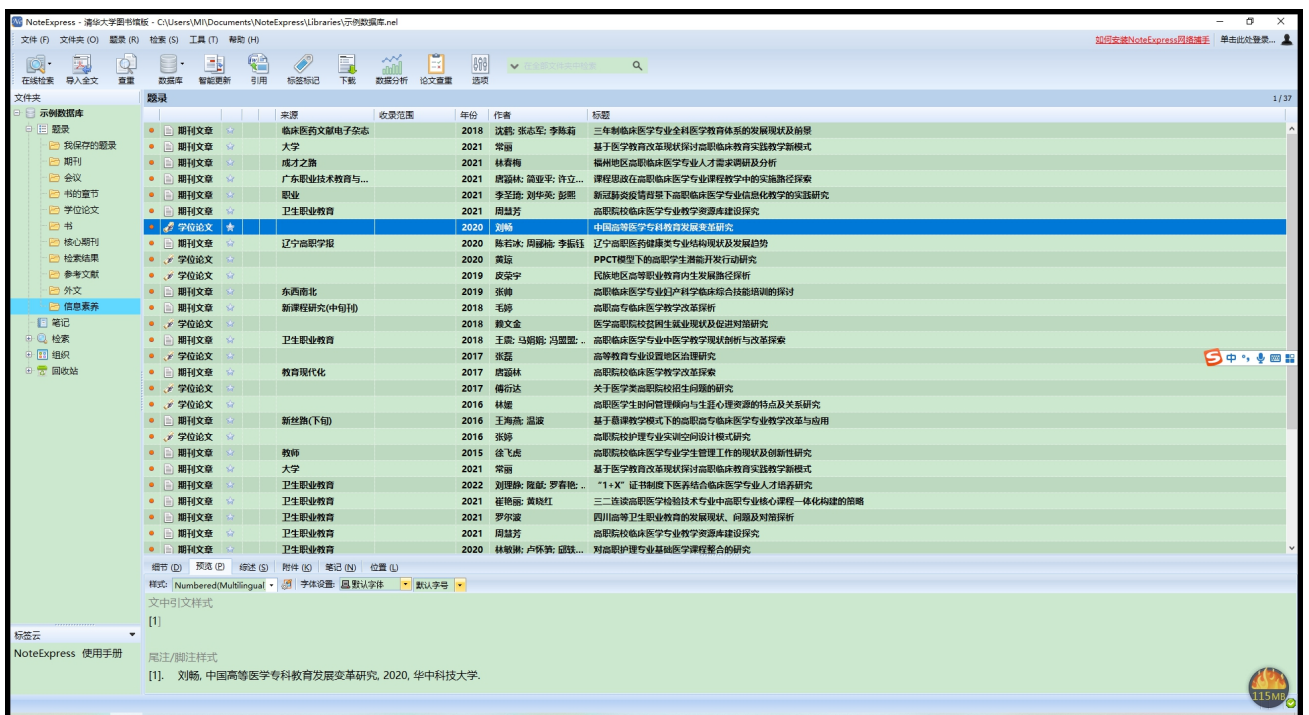 NoteExpress - 清华大学图书馆版 - C:\Users\MI\Documents\NoteExpress\Libraries\示例数据库.nel
文件 (F) 文件夹 (O) 题录 (R) 检索 (S) 工具 (T) 帮助 (H) 如何安装NoteExpress网络捕手 单击此处登录...
在线检索 导入全文 查重 数据库 智能更新 引用 标签标记 下载 数据分析 论文查重 选项 在全部文件夹中检索
文件夹 题录 1 / 37
示例数据库 来源 收录范围 年份 作者 标题
题录
我保存的题录
期刊
会议
书的章节
学位论文
书
核心期刊
检索结果
参考文献
外文
信息素养
笔记
检索
组织
回收站
期刊文章 临床医药文献电子杂志 2018 沈鹞; 张志军; 李陈莉 三年制临床医学专业全科医学教育体系的发展现状及前景
期刊文章 大学 2021 常丽 基于医学教育改革现状探讨高职临床教育实践教学新模式
期刊文章 成才之路 2021 林春梅 福州地区高职临床医学专业人才需求调研及分析
期刊文章 广东职业技术教育与... 2021 唐颖林; 简亚平; 许立... 课程思政在高职临床医学专业课程教学中的实施路径探索
期刊文章 职业 2021 李芏琦; 刘华英; 彭熙 新冠肺炎疫情背景下高职临床医学专业信息化教学的实践研究
期刊文章 卫生职业教育 2021 周慧芳 高职院校临床医学专业教学资源库建设探究
学位论文 2020 刘畅 中国高等医学专科教育发展变革研究
期刊文章 辽宁高职学报 2020 陈若冰; 周郦楠; 李振钰 辽宁高职医药健康类专业结构现状及发展趋势
学位论文 2020 黄琼 PPCT模型下的高职学生潜能开发行动研究
学位论文 2019 皮荣宇 民族地区高等职业教育内生发展路径探析
期刊文章 东西南北 2019 张帅 高职临床医学专业妇产科学临床综合技能培训的探讨
期刊文章 新课程研究(中旬刊) 2018 毛婷 高职高专临床医学教学改革探析
学位论文 2018 赖文金 医学高职院校贫困生就业现状及促进对策研究
期刊文章 卫生职业教育 2018 王震; 马娟娟; 冯盟盟; .. 高职临床医学专业中医学教学现状剖析与改革探索
学位论文 2017 张磊 高等教育专业设置地区治理研究
期刊文章 教育现代化 2017 唐颖林 高职院校临床医学教学改革探索
学位论文 2017 傅衍达 关于医学类高职院校招生问题的研究
学位论文 2016 林媛 高职医学生时间管理倾向与生涯心理资源的特点及关系研究
期刊文章 新丝路(下旬) 2016 王海燕; 温波 基于慕课教学模式下的高职高专临床医学专业教学改革与应用
学位论文 2016 张婷 高职院校护理专业实训空间设计模式研究
期刊文章 教师 2015 徐飞虎 高职院校临床医学专业学生管理工作的现状及创新性研究
期刊文章 大学 2021 常丽 基于医学教育改革现状探讨高职临床教育实践教学新模式
期刊文章 卫生职业教育 2022 刘理静; 隆献; 罗春艳; .. “1+X”证书制度下医养结合临床医学专业人才培养研究
期刊文章 卫生职业教育 2021 崔艳丽; 黄晓红 三二连读高职医学检验技术专业中高职专业核心课程一体化构建的策略
期刊文章 卫生职业教育 2021 罗尔波 四川高等卫生职业教育的发展现状、问题及对策探析
期刊文章 卫生职业教育 2021 周慧芳 高职院校临床医学专业教学资源库建设探究
期刊文章 卫生职业教育 2020 林敏琳; 卢怀笋; 邱轶... 对高职护理专业基础医学课程整合的研究
细节 (D) 预览 (P) 综述 (S) 附件 (K) 笔记 (N) 位置 (L)
样式: Numbered(Multilingual 字体设置: 默认字体 默认字号
文中引文样式
[1]
尾注/脚注样式
[1]. 刘畅, 中国高等医学专科教育发展变革研究, 2020, 华中科技大学.
标签云
NoteExpress 使用手册
中
115MB